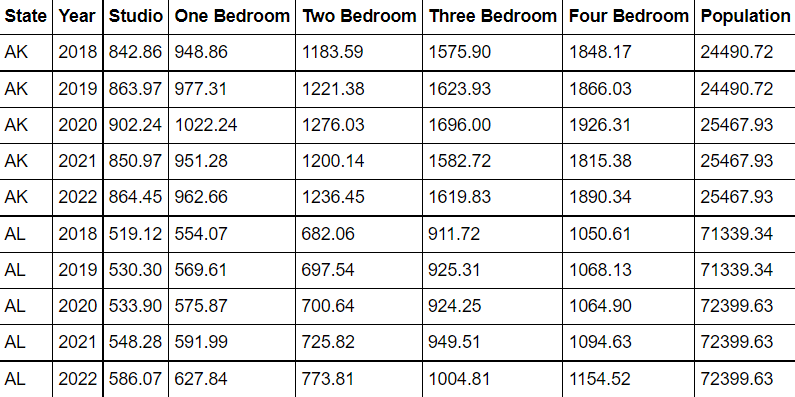 State Year Studio One Bedroom Two Bedroom Three Bedroom Four Bedroom Population
AK 2018 842.86 948.86 1183.59 1575.90 1848.17 24490.72
AK 2019 863.97 977.31 1221.38 1623.93 1866.03 24490.72
AK 2020 902.24 1022.24 1276.03 1696.00 1926.31 25467.93
AK 2021 850.97 951.28 1200.14 1582.72 1815.38 25467.93
AK 2022 864.45 962.66 1236.45 1619.83 1890.34 25467.93
AL 2018 519.12 554.07 682.06 911.72 1050.61 71339.34
AL 2019 530.30 569.61 697.54 925.31 1068.13 71339.34
AL 2020 533.90 575.87 700.64 924.25 1064.90 72399.63
AL 2021 548.28 591.99 725.82 949.51 1094.63 72399.63
AL 2022 586.07 627.84 773.81 1004.81 1154.52 72399.63